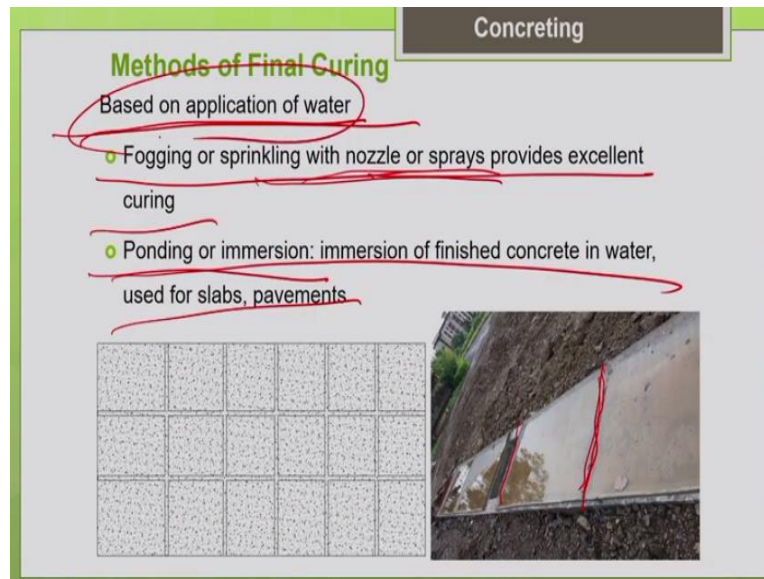 Concreting
Methods of Final Curing
Based on application of water
Fogging or sprinkling with nozzle or sprays provides excellent
curing
Ponding or immersion: immersion of finished concrete in water,
used for slabs, pavements